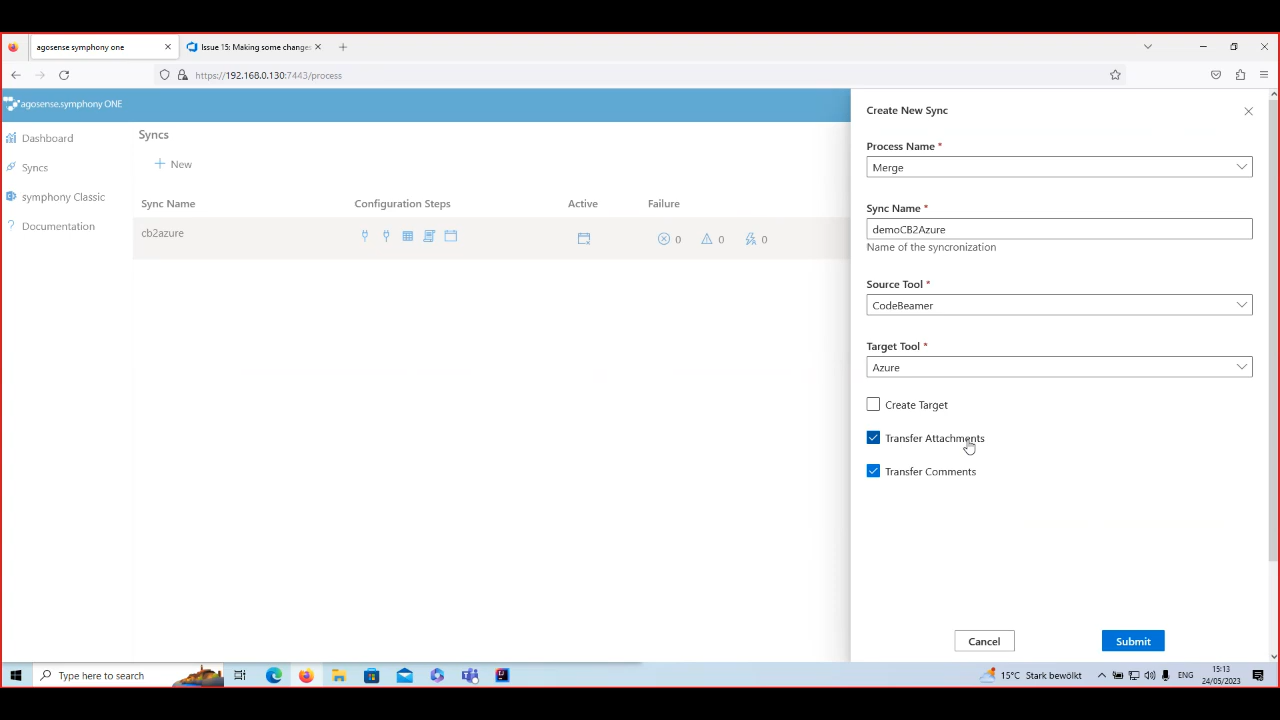 agosense symphony one
Issue 15: Making some change
https://192.168.0.130:7443/process
agosense.symphony ONE
Dashboard
Syncs
symphony Classic
Documentation
Syncs
New
Sync Name Configuration Steps Active Failure
cb2azure 0 0 0
Create New Sync
Process Name *
Merge
Sync Name *
demoCB2Azure
Name of the syncronization
Source Tool *
CodeBeamer
Target Tool *
Azure
Create Target
Transfer Attachments
Transfer Comments
Cancel Submit
Type here to search
15°C Stark bewölkt
ENG
15:13
24/05/2023